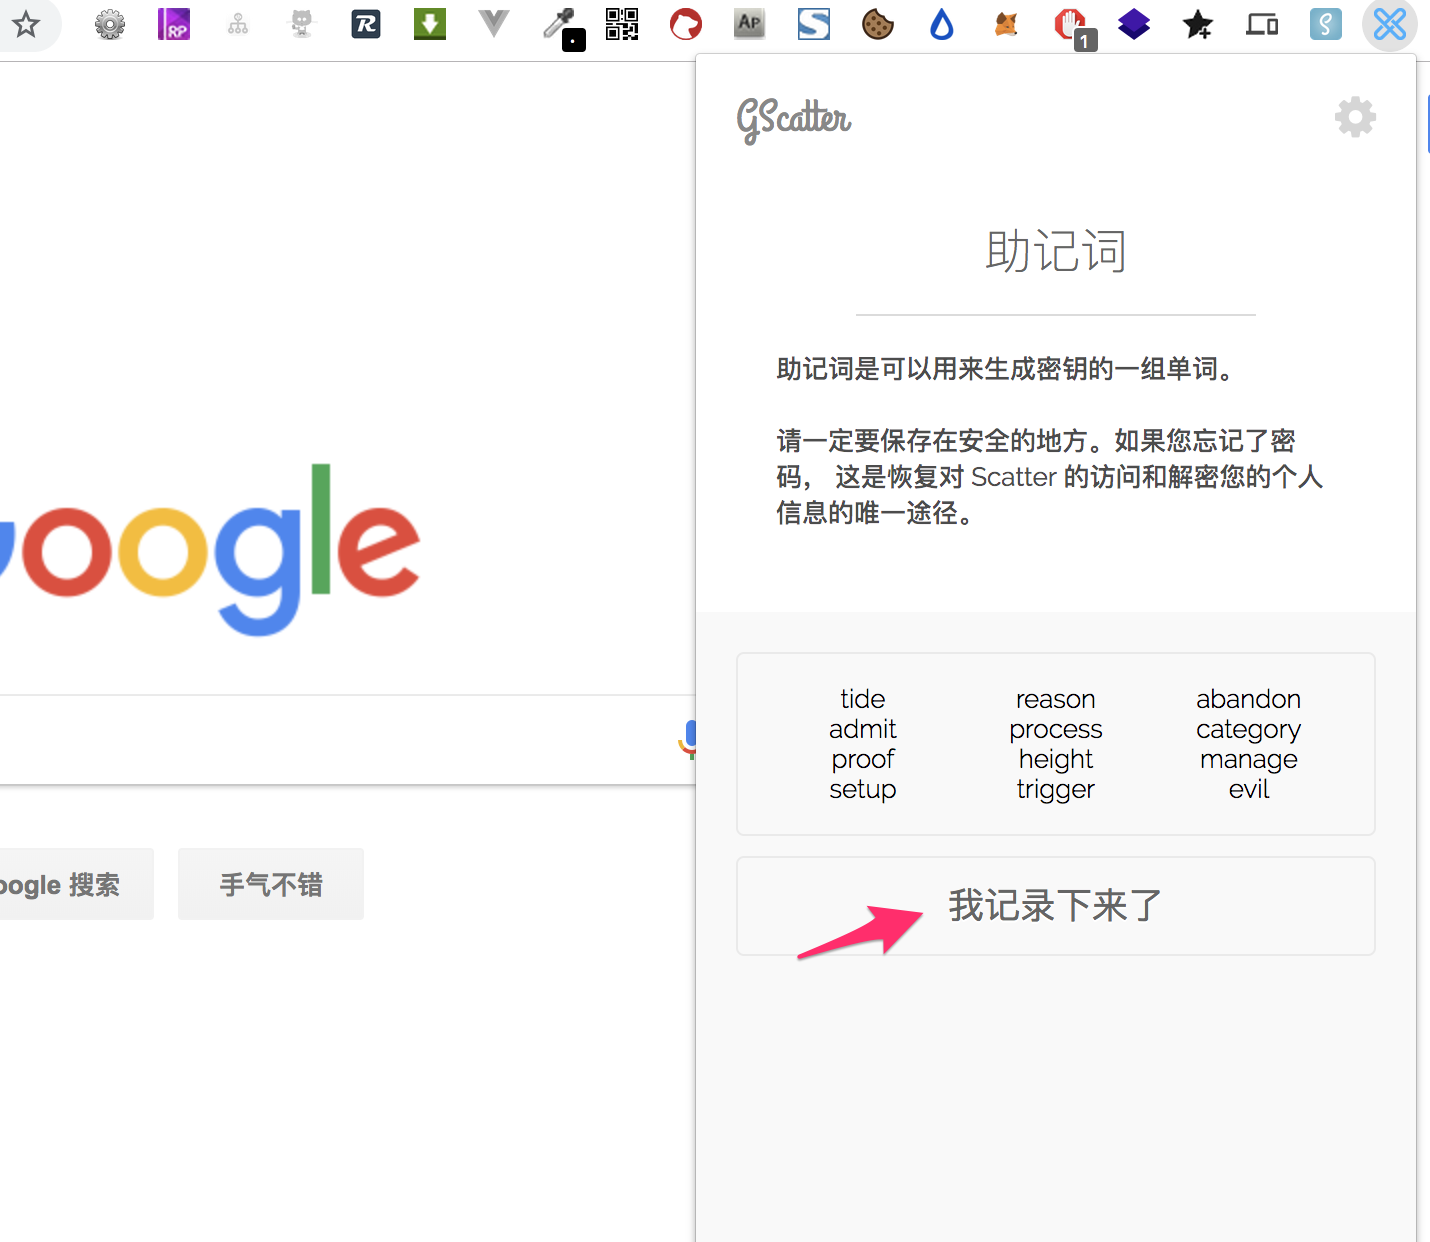 RP
R
AP
S
1
S
GScatter
助记词
助记词是可以用来生成密钥的一组单词。
请一定要保存在安全的地方。如果您忘记了密
码， 这是恢复对 Scatter 的访问和解密您的个人
信息的唯一途径。
oogle
tide reason abandon
admit process category
proof height manage
setup trigger evil
oogle 搜索 手气不错
我记录下来了